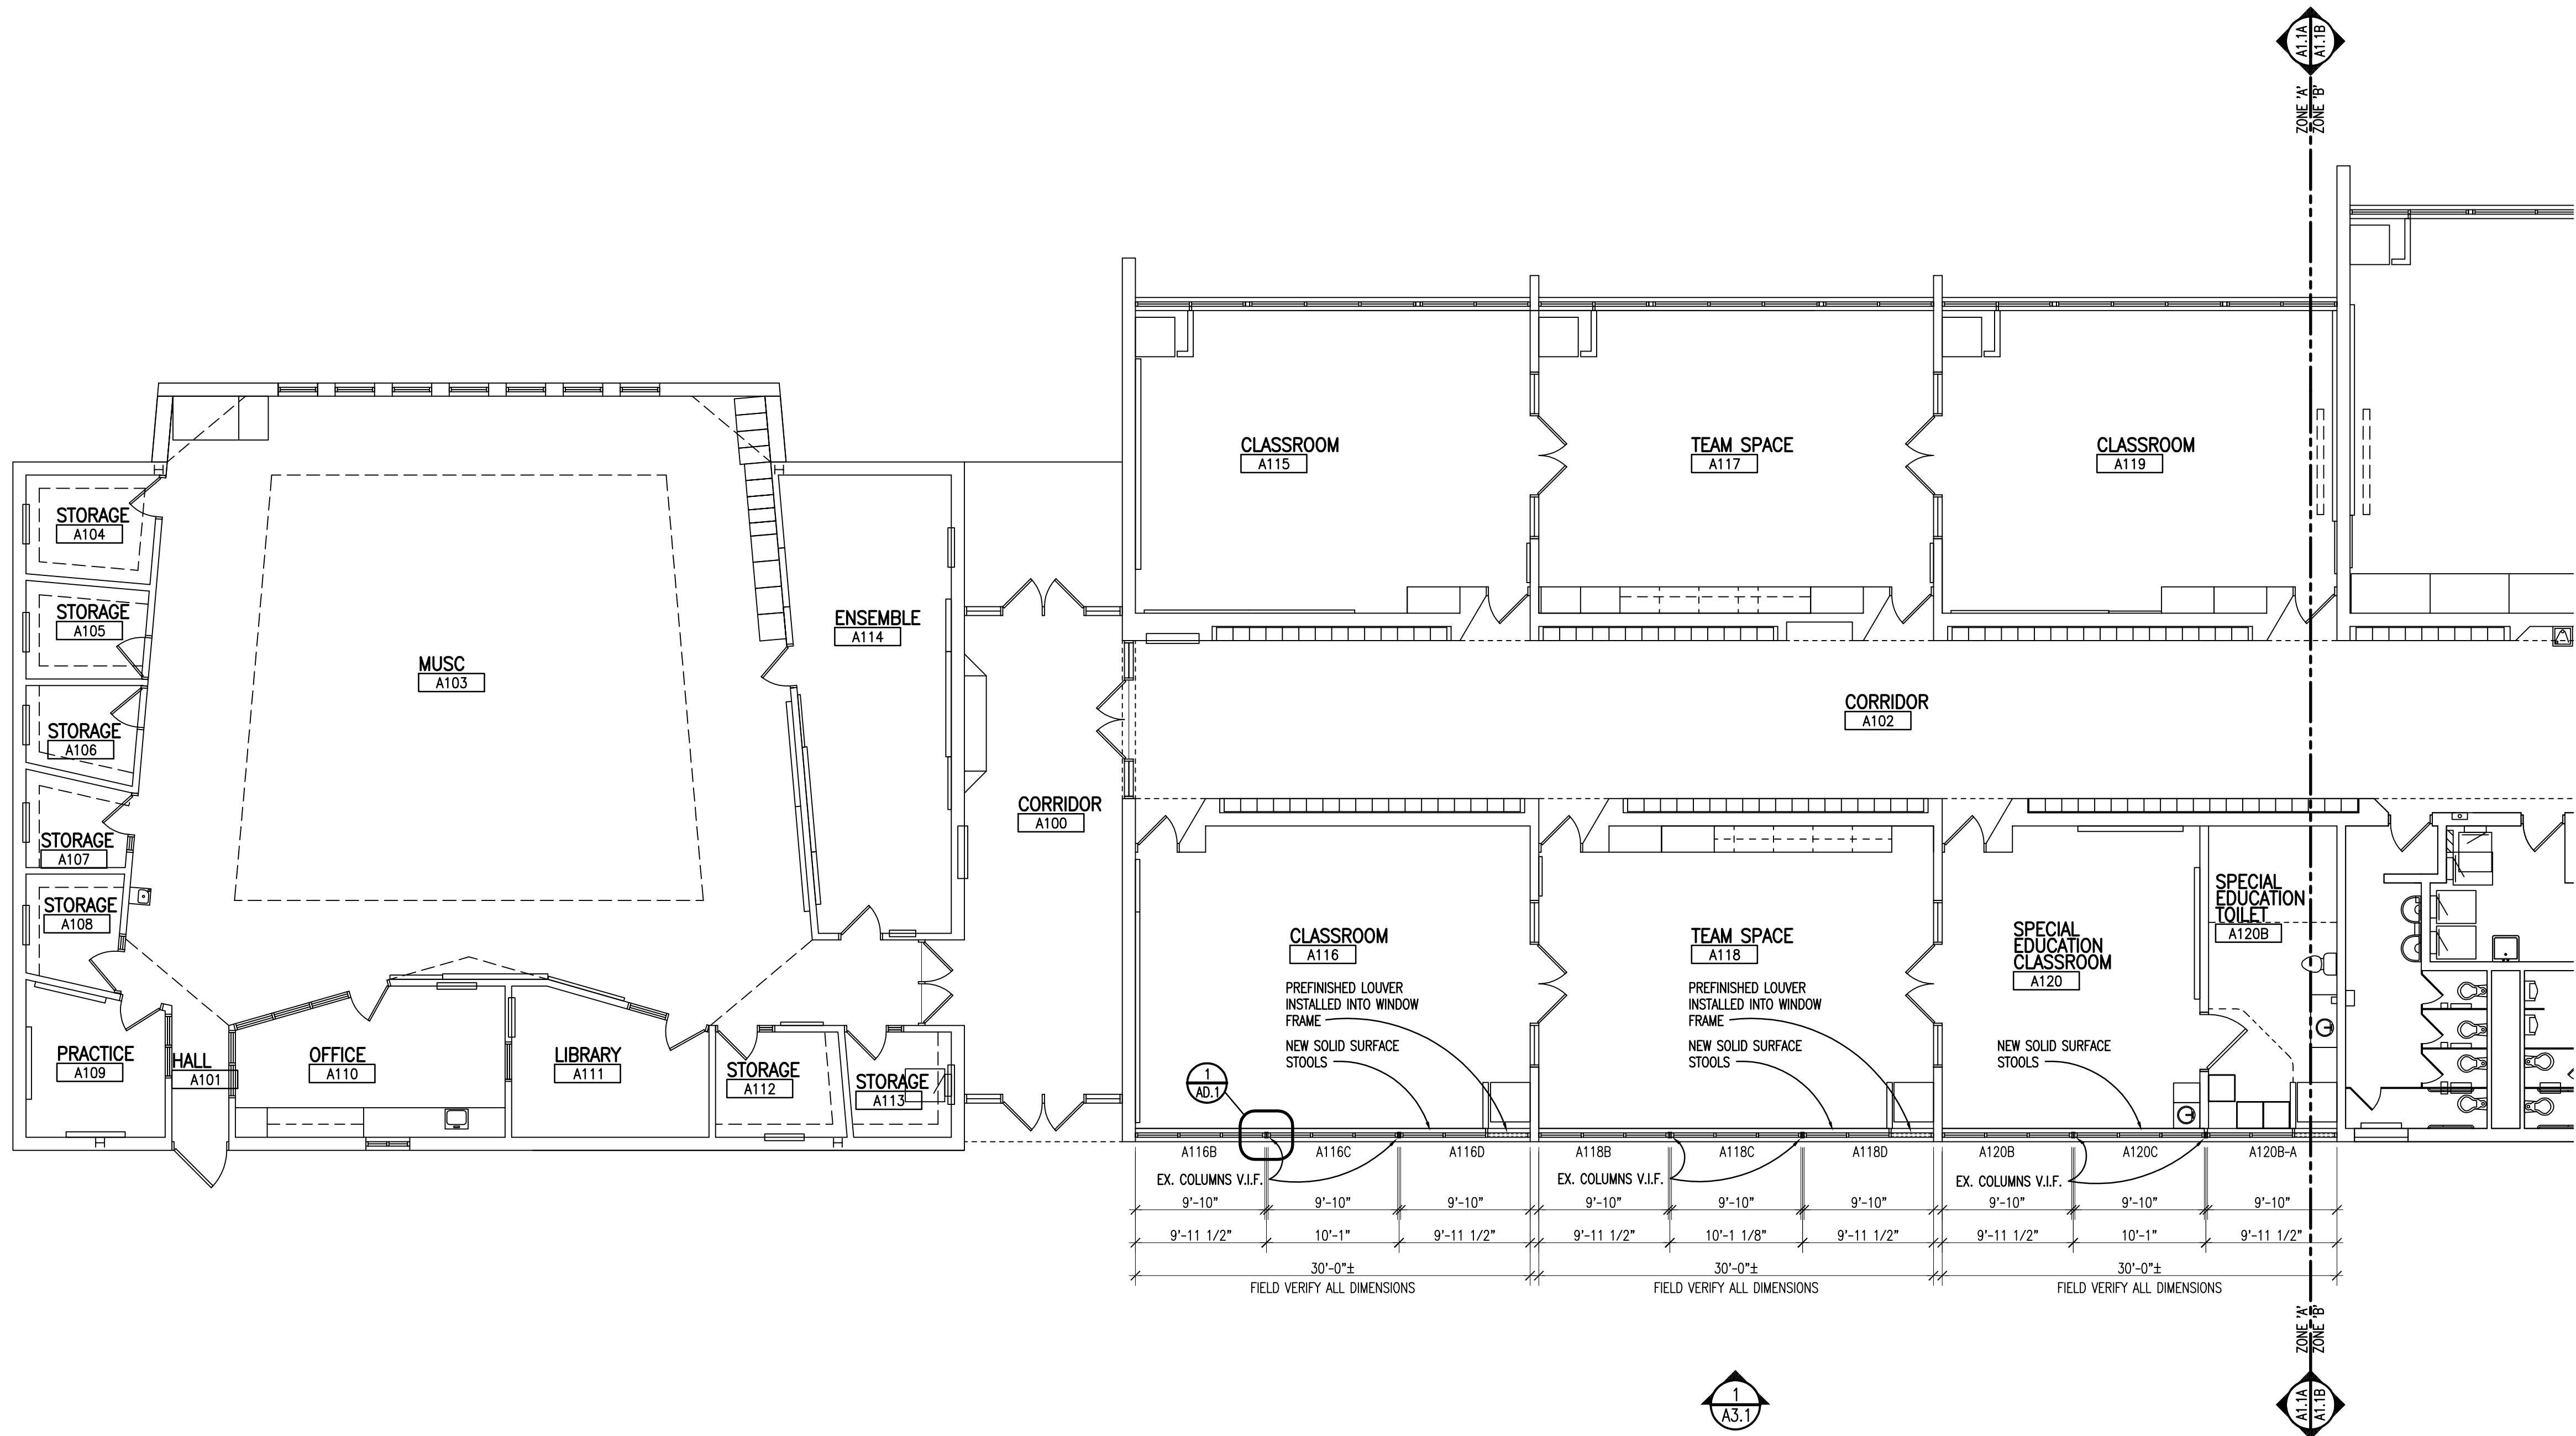 A1.1A
A1.1B
ZONE 'A'
ZONE 'B'
CLASSROOM
A115
TEAM SPACE
A117
CLASSROOM
A119
STORAGE
A104
STORAGE
A105
STORAGE
A106
STORAGE
A107
STORAGE
A108
MUSC
A103
ENSEMBLE
A114
CORRIDOR
A100
CORRIDOR
A102
PRACTICE
A109
HALL
A101
OFFICE
A110
LIBRARY
A111
STORAGE
A112
STORAGE
A113
CLASSROOM
A116
PREFINISHED LOUVER
INSTALLED INTO WINDOW
FRAME
NEW SOLID SURFACE
STOOLS
1
AD.1
TEAM SPACE
A118
PREFINISHED LOUVER
INSTALLED INTO WINDOW
FRAME
NEW SOLID SURFACE
STOOLS
SPECIAL
EDUCATION
CLASSROOM
A120
NEW SOLID SURFACE
STOOLS
SPECIAL
EDUCATION
TOILET
A120B
A116B A116C A116D
A118B A118C A118D
A120B A120C A120B-A
EX. COLUMNS V.I.F.
EX. COLUMNS V.I.F.
EX. COLUMNS V.I.F.
9'-10" 9'-10" 9'-10" 9'-10" 9'-10" 9'-10" 9'-10" 9'-10" 9'-10"
9'-11 1/2" 10'-1" 9'-11 1/2" 9'-11 1/2" 10'-1 1/8" 9'-11 1/2" 9'-11 1/2" 10'-1" 9'-11 1/2"
30'-0"± 30'-0"± 30'-0"±
FIELD VERIFY ALL DIMENSIONS FIELD VERIFY ALL DIMENSIONS FIELD VERIFY ALL DIMENSIONS
ZONE 'A'
ZONE 'B'
1
A3.1
A1.1A
A1.1B